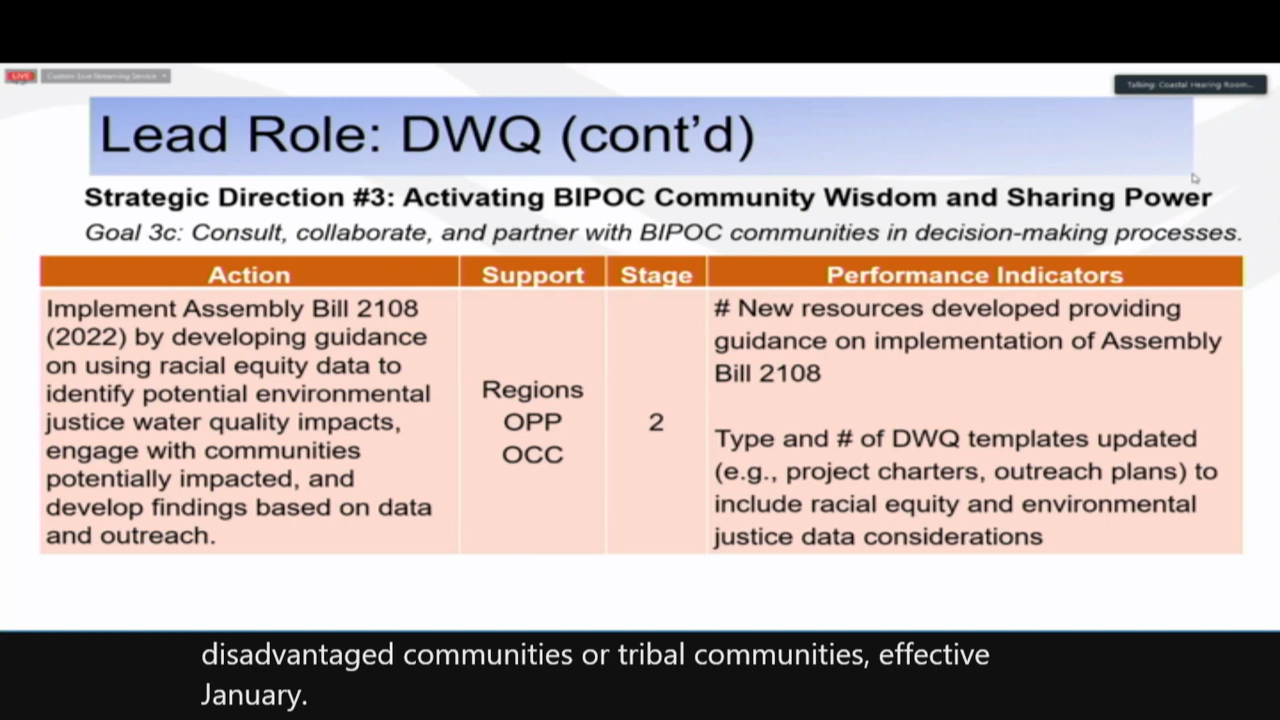 LIVE
Custom Live Streaming Service
Talking: Coastal Hearing Room...
Lead Role: DWQ (cont'd)
Strategic Direction #3: Activating BIPOC Community Wisdom and Sharing Power
Goal 3c: Consult, collaborate, and partner with BIPOC communities in decision-making processes.
Action
Support
Stage
Performance Indicators
Implement Assembly Bill 2108
(2022) by developing guidance
on using racial equity data to
identify potential environmental
justice water quality impacts,
engage with communities
potentially impacted, and
develop findings based on data
and outreach.
Regions
OPP
OCC
2
# New resources developed providing
guidance on implementation of Assembly
Bill 2108
Type and # of DWQ templates updated
(e.g., project charters, outreach plans) to
include racial equity and environmental
justice data considerations
disadvantaged communities or tribal communities, effective
January.